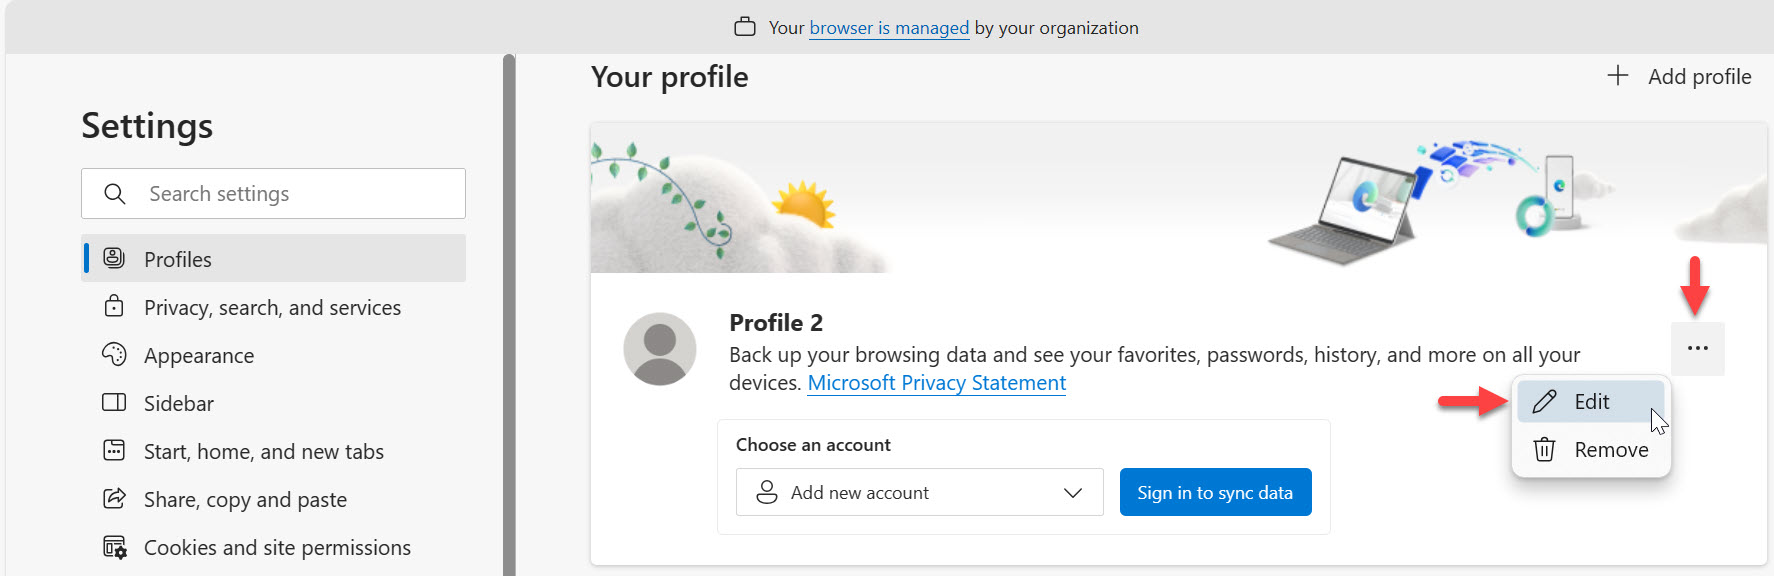 Your browser is managed by your organization
Settings
Search settings
Profiles
Privacy, search, and services
Appearance
Sidebar
Start, home, and new tabs
Share, copy and paste
Cookies and site permissions
Your profile
Add profile
Profile 2
Back up your browsing data and see your favorites, passwords, history, and more on all your
devices. Microsoft Privacy Statement
Edit
Remove
Choose an account
Add new account
Sign in to sync data